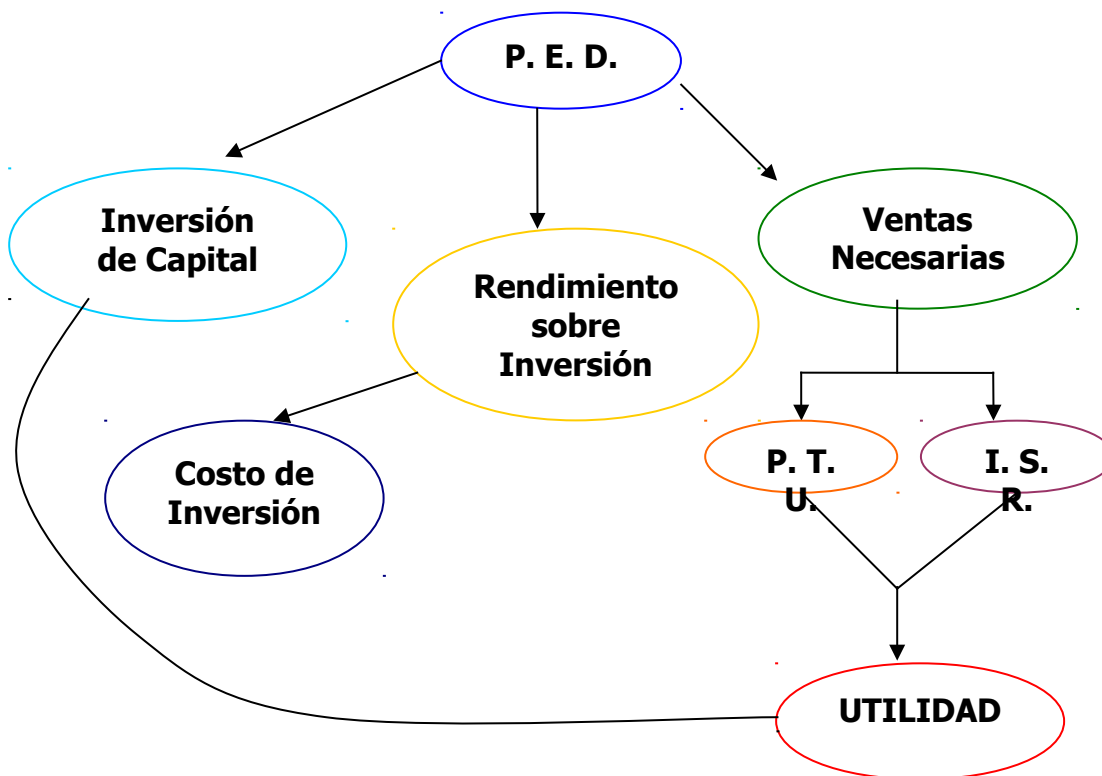 P. E. D.
Inversión
de Capital
Ventas
Necesarias
Rendimiento
sobre
Inversión
P. T.
U.
I. S.
R.
Costo de
Inversión
UTILIDAD